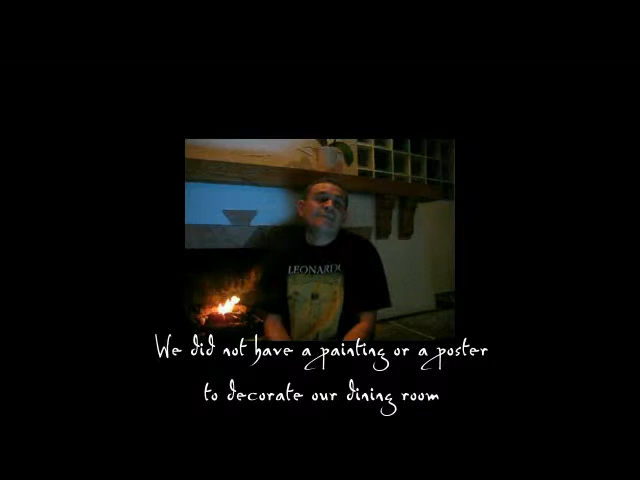 LEONARDO
We did not have a painting or a poster
to decorate our dining room